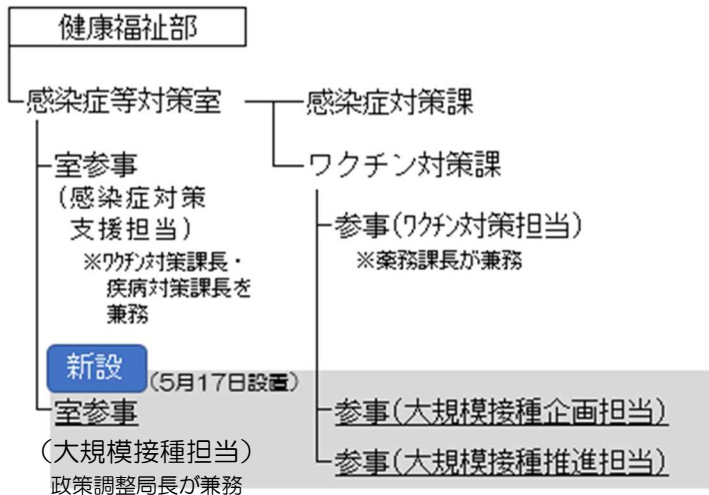 健康福祉部
感染症等対策室
感染症対策課
室参事
(感染症対策
支援担当)
※ワクチン対策課長・
疾病対策課長を
兼務
ワクチン対策課
参事(ワクチン対策担当)
※薬務課長が兼務
新設
(5月17日設置)
室参事
(大規模接種担当)
政策調整局長が兼務
参事(大規模接種企画担当)
参事(大規模接種推進担当)